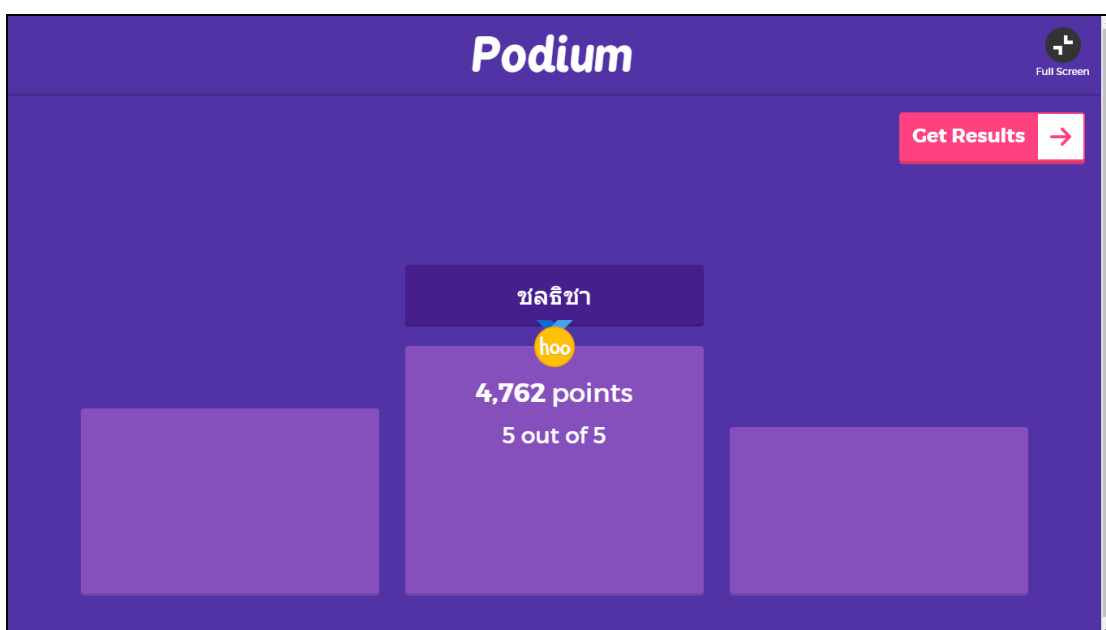 Podium
Full Screen
Get Results
ชลธิชา
hoo
4,762 points
5 out of 5